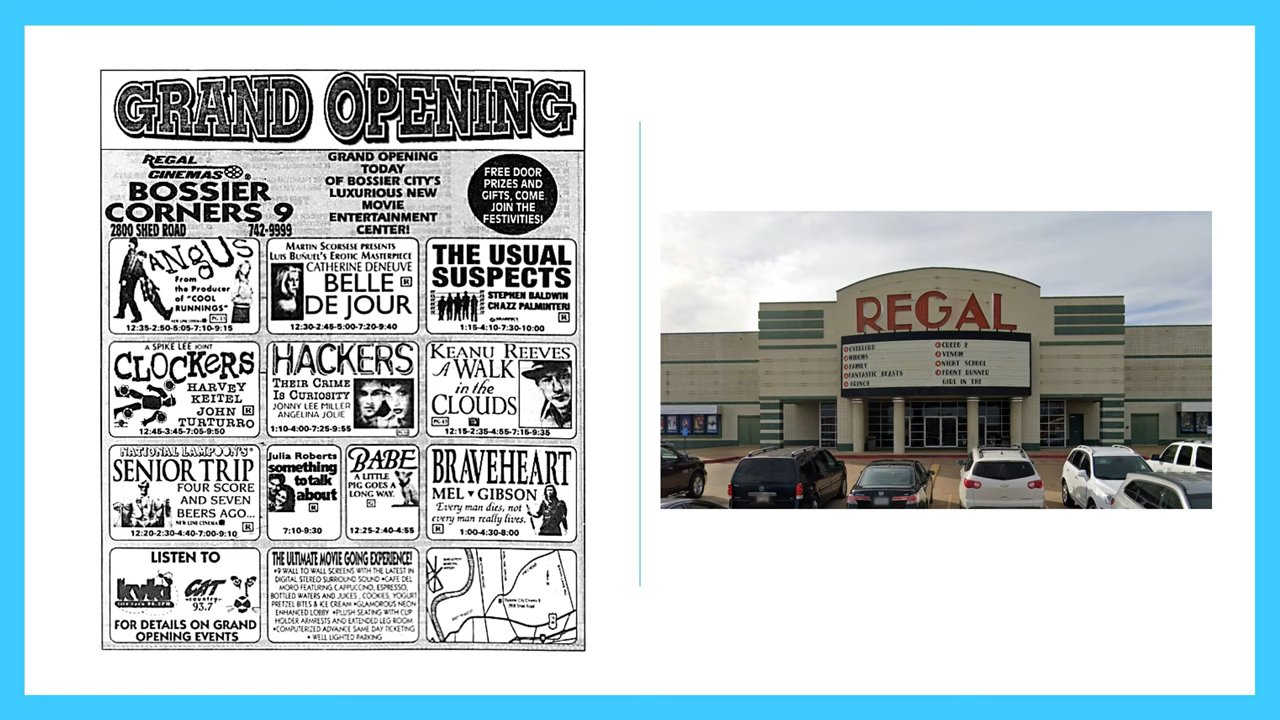 GRAND OPENING
REGAL
CINEMAS
BOSSIER
CORNERS 9
2800 SHED ROAD 742-9999
GRAND OPENING
TODAY
OF BOSSIER CITY'S
LUXURIOUS NEW
MOVIE
ENTERTAINMENT
CENTER!
FREE DOOR
PRIZES AND
GIFTS, COME
JOIN THE
FESTIVITIES!
ANGUS
From
the Producer
of "COOL
RUNNINGS"
12:35-2:50-5:05-7:10-9:15
MARTIN SCORSESE PRESENTS
LUIS BUÑUEL'S EROTIC MASTERPIECE
CATHERINE DENEUVE
BELLE R
DE JOUR
12:30-2:45-5:00-7:20-9:40
THE USUAL
SUSPECTS
STEPHEN BALDWIN
CHAZZ PALMINTERI
R
1:15-4:10-7:30-10:00
A SPIKE LEE JOINT
CLOCKERS
HARVEY
KEITEL
JOHN R
TURTURRO
12:45-3:45-7:05-9:50
HACKERS
THEIR CRIME
IS CURIOSITY
JONNY LEE MILLER
ANGELINA JOLIE
1:10-4:00-7:25-9:55
KEANU REEVES
A WALK
in the
CLOUDS
PG-13
12:15-2:35-4:55-7:15-9:35
NATIONAL LAMPOON'S
SENIOR TRIP
FOUR SCORE
AND SEVEN
BEERS AGO...
NEW LINE CINEMA R
12:20-2:30-4:40-7:00-9:10
Julia Roberts
something
to talk
about
R
7:10-9:30
BABE
A LITTLE
PIG GOES A
LONG WAY.
G
12:25-2:40-4:55
BRAVEHEART
MEL GIBSON
Every man dies, not
every man really lives.
R
1:00-4:30-8:00
LISTEN TO
kvki
CAT
country
93.7
FOR DETAILS ON GRAND
OPENING EVENTS
THE ULTIMATE MOVIE GOING EXPERIENCE!
•9 WALL TO WALL SCREENS WITH THE LATEST IN
DIGITAL STEREO SURROUND SOUND •CAFE DEL
MORO FEATURING CAPPUCCINO, ESPRESSO,
BOTTLED WATERS AND JUICES, COOKIES, YOGURT
PRETZEL BITES & ICE CREAM •GLAMOROUS NEON
ENHANCED LOBBY •PLUSH SEATING WITH CUP
HOLDER ARMRESTS AND EXTENDED LEG ROOM
•COMPUTERIZED ADVANCE SAME DAY TICKETING
• WELL LIGHTED PARKING
REGAL
OVERLORD
WIDOWS
FAMILY
FANTASTIC BEASTS
GRINCH
CREED 2
VENOM
NIGHT SCHOOL
FRONT RUNNER
GIRL IN THE